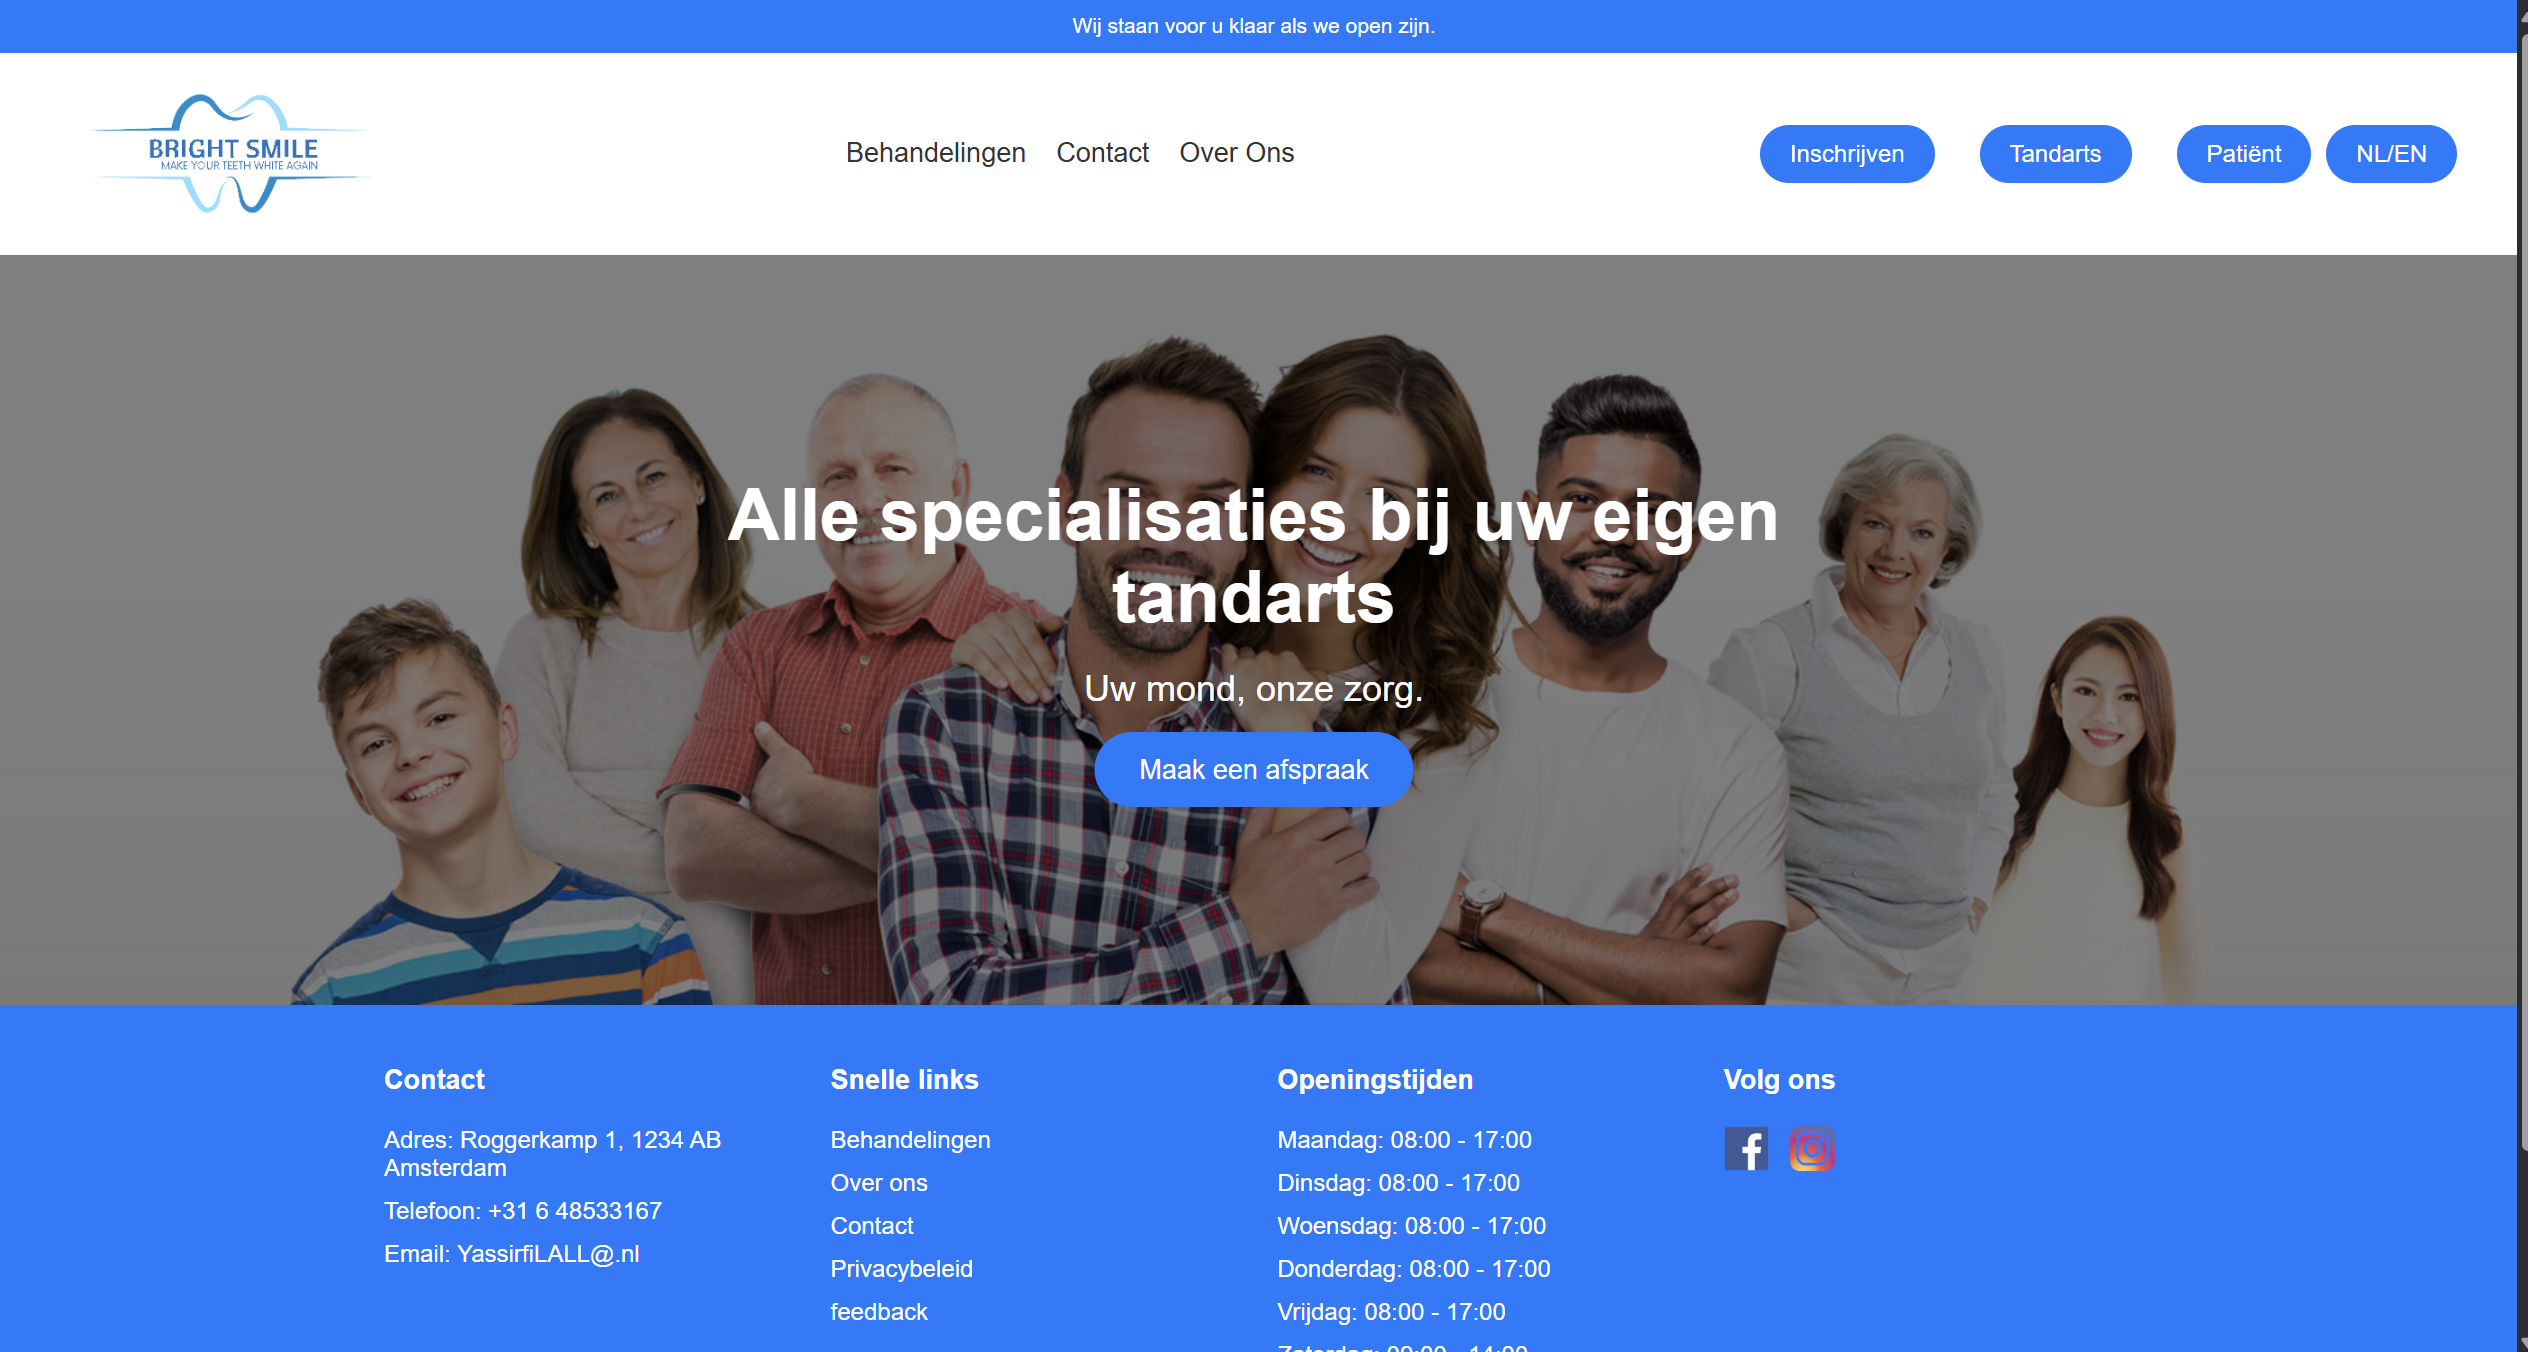 Wij staan voor u klaar als we open zijn.
BRIGHT SMILE
MAKE YOUR TEETH WHITE AGAIN
Behandelingen Contact Over Ons
Inschrijven Tandarts Patiënt NL/EN
Alle specialisaties bij uw eigen
tandarts
Uw mond, onze zorg.
Maak een afspraak
Contact
Adres: Roggerkamp 1, 1234 AB
Amsterdam
Telefoon: +31 6 48533167
Email: YassirfiLALL@.nl
Snelle links
Behandelingen
Over ons
Contact
Privacybeleid
feedback
Openingstijden
Maandag: 08:00 - 17:00
Dinsdag: 08:00 - 17:00
Woensdag: 08:00 - 17:00
Donderdag: 08:00 - 17:00
Vrijdag: 08:00 - 17:00
Volg ons